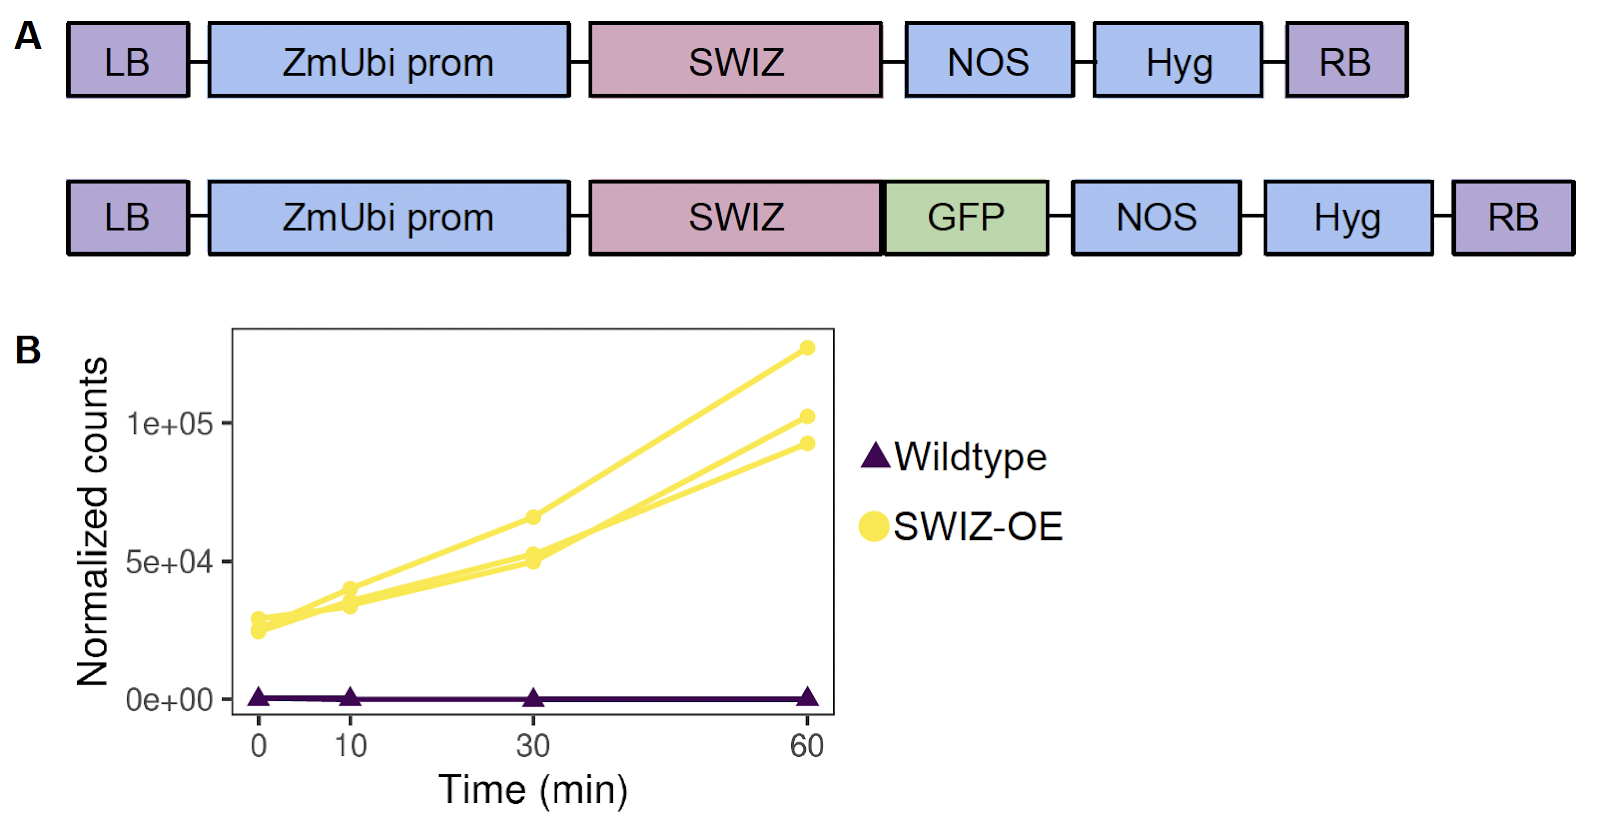 A
LB ZmUbi prom SWIZ NOS Hyg RB
LB ZmUbi prom SWIZ GFP NOS Hyg RB
B
Normalized counts
1e+05
5e+04
0e+00
0 10 30 60
Time (min)
Wildtype
SWIZ-OE